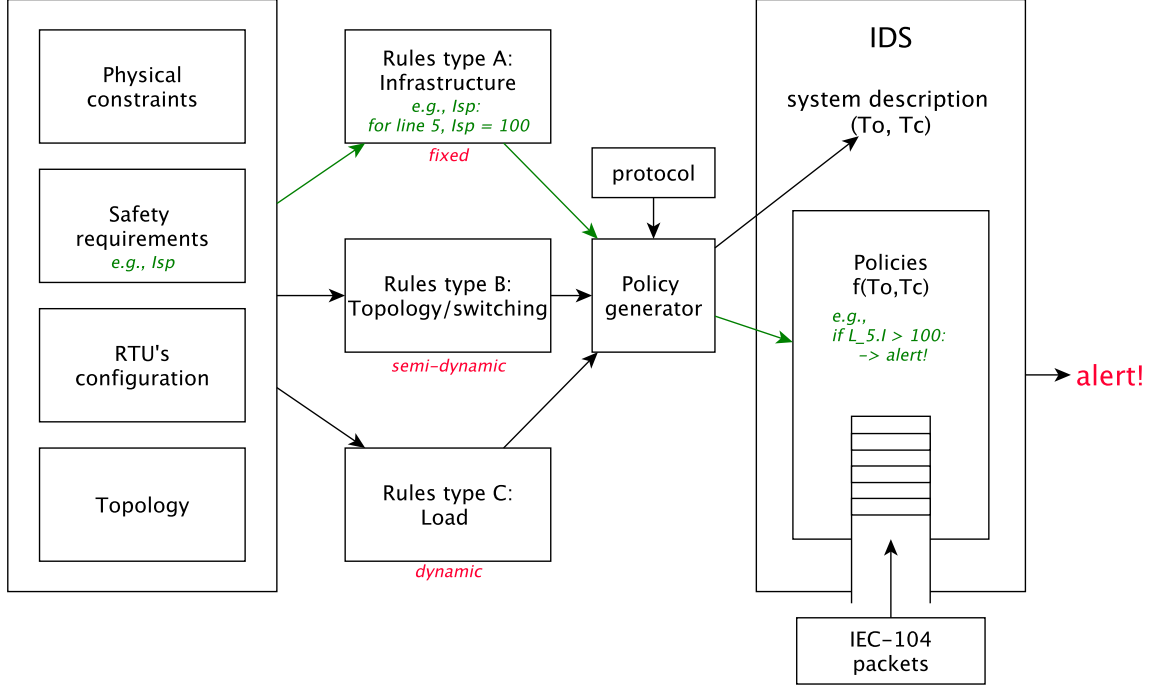 Physical
constraints
Safety
requirements
e.g., Isp
RTU's
configuration
Topology
Rules type A:
Infrastructure
e.g., Isp:
for line 5, Isp = 100
fixed
Rules type B:
Topology/switching
semi-dynamic
Rules type C:
Load
dynamic
protocol
Policy
generator
IDS
system description
(To, Tc)
Policies
f(To,Tc)
e.g.,
if L_5.I > 100:
-> alert!
IEC-104
packets
alert!